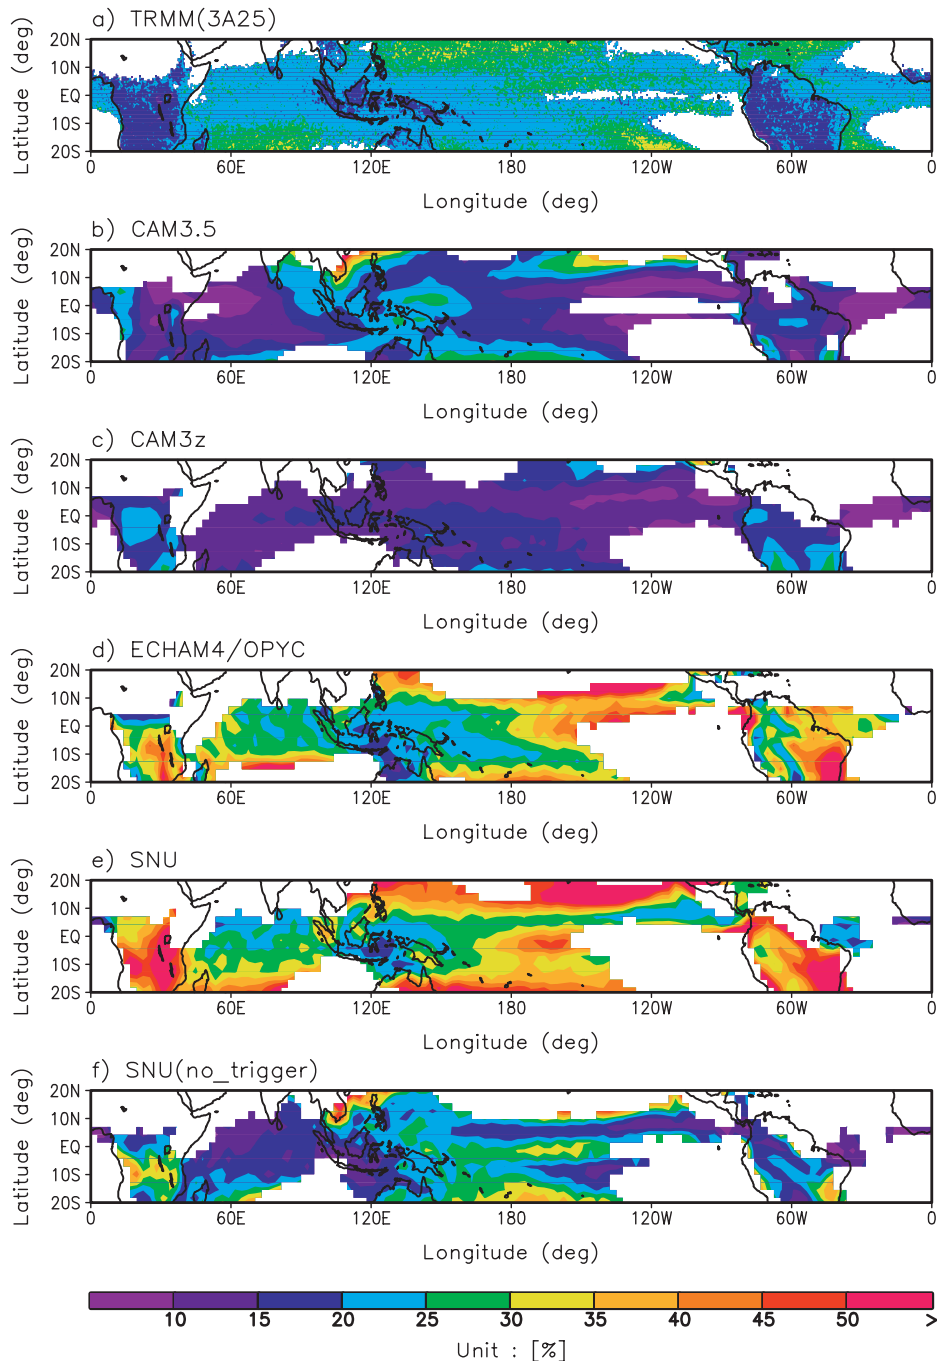 a) TRMM(3A25)
Latitude (deg)
20N
10N
EQ
10S
20S
0 60E 120E 180 120W 60W 0
Longitude (deg)
b) CAM3.5
Latitude (deg)
20N
10N
EQ
10S
20S
0 60E 120E 180 120W 60W 0
Longitude (deg)
c) CAM3z
Latitude (deg)
20N
10N
EQ
10S
20S
0 60E 120E 180 120W 60W 0
Longitude (deg)
d) ECHAM4/OPYC
Latitude (deg)
20N
10N
EQ
10S
20S
0 60E 120E 180 120W 60W 0
Longitude (deg)
e) SNU
Latitude (deg)
20N
10N
EQ
10S
20S
0 60E 120E 180 120W 60W 0
Longitude (deg)
f) SNU(no_trigger)
Latitude (deg)
20N
10N
EQ
10S
20S
0 60E 120E 180 120W 60W 0
Longitude (deg)
10 15 20 25 30 35 40 45 50 >
Unit : [%]